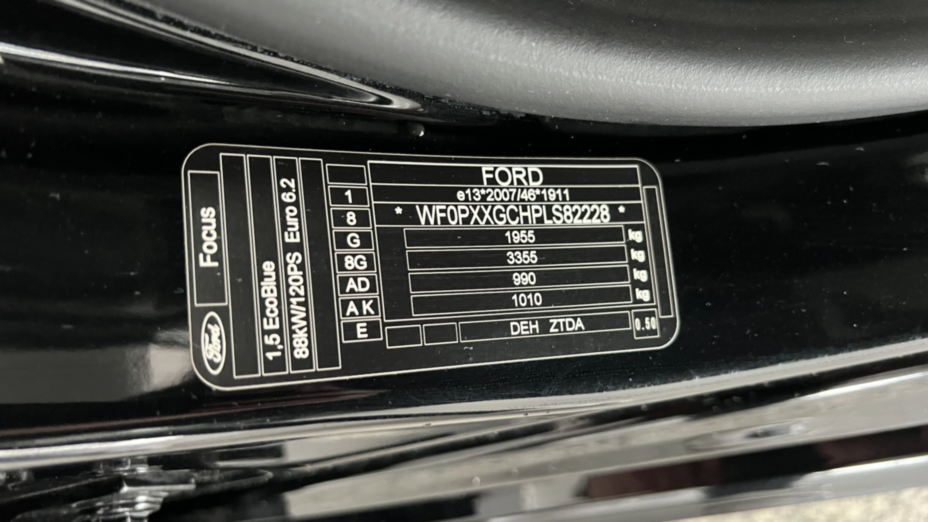 FORD
e13*2007/46*1911
* WF0PXXGCHPLS82228 *
1955 kg
3355 kg
990 kg
1010 kg
DEH ZTDA
0.50
1
8
G
8G
AD
A K
E
Focus
Ford
1,5 EcoBlue
88kW/120PS Euro 6.2